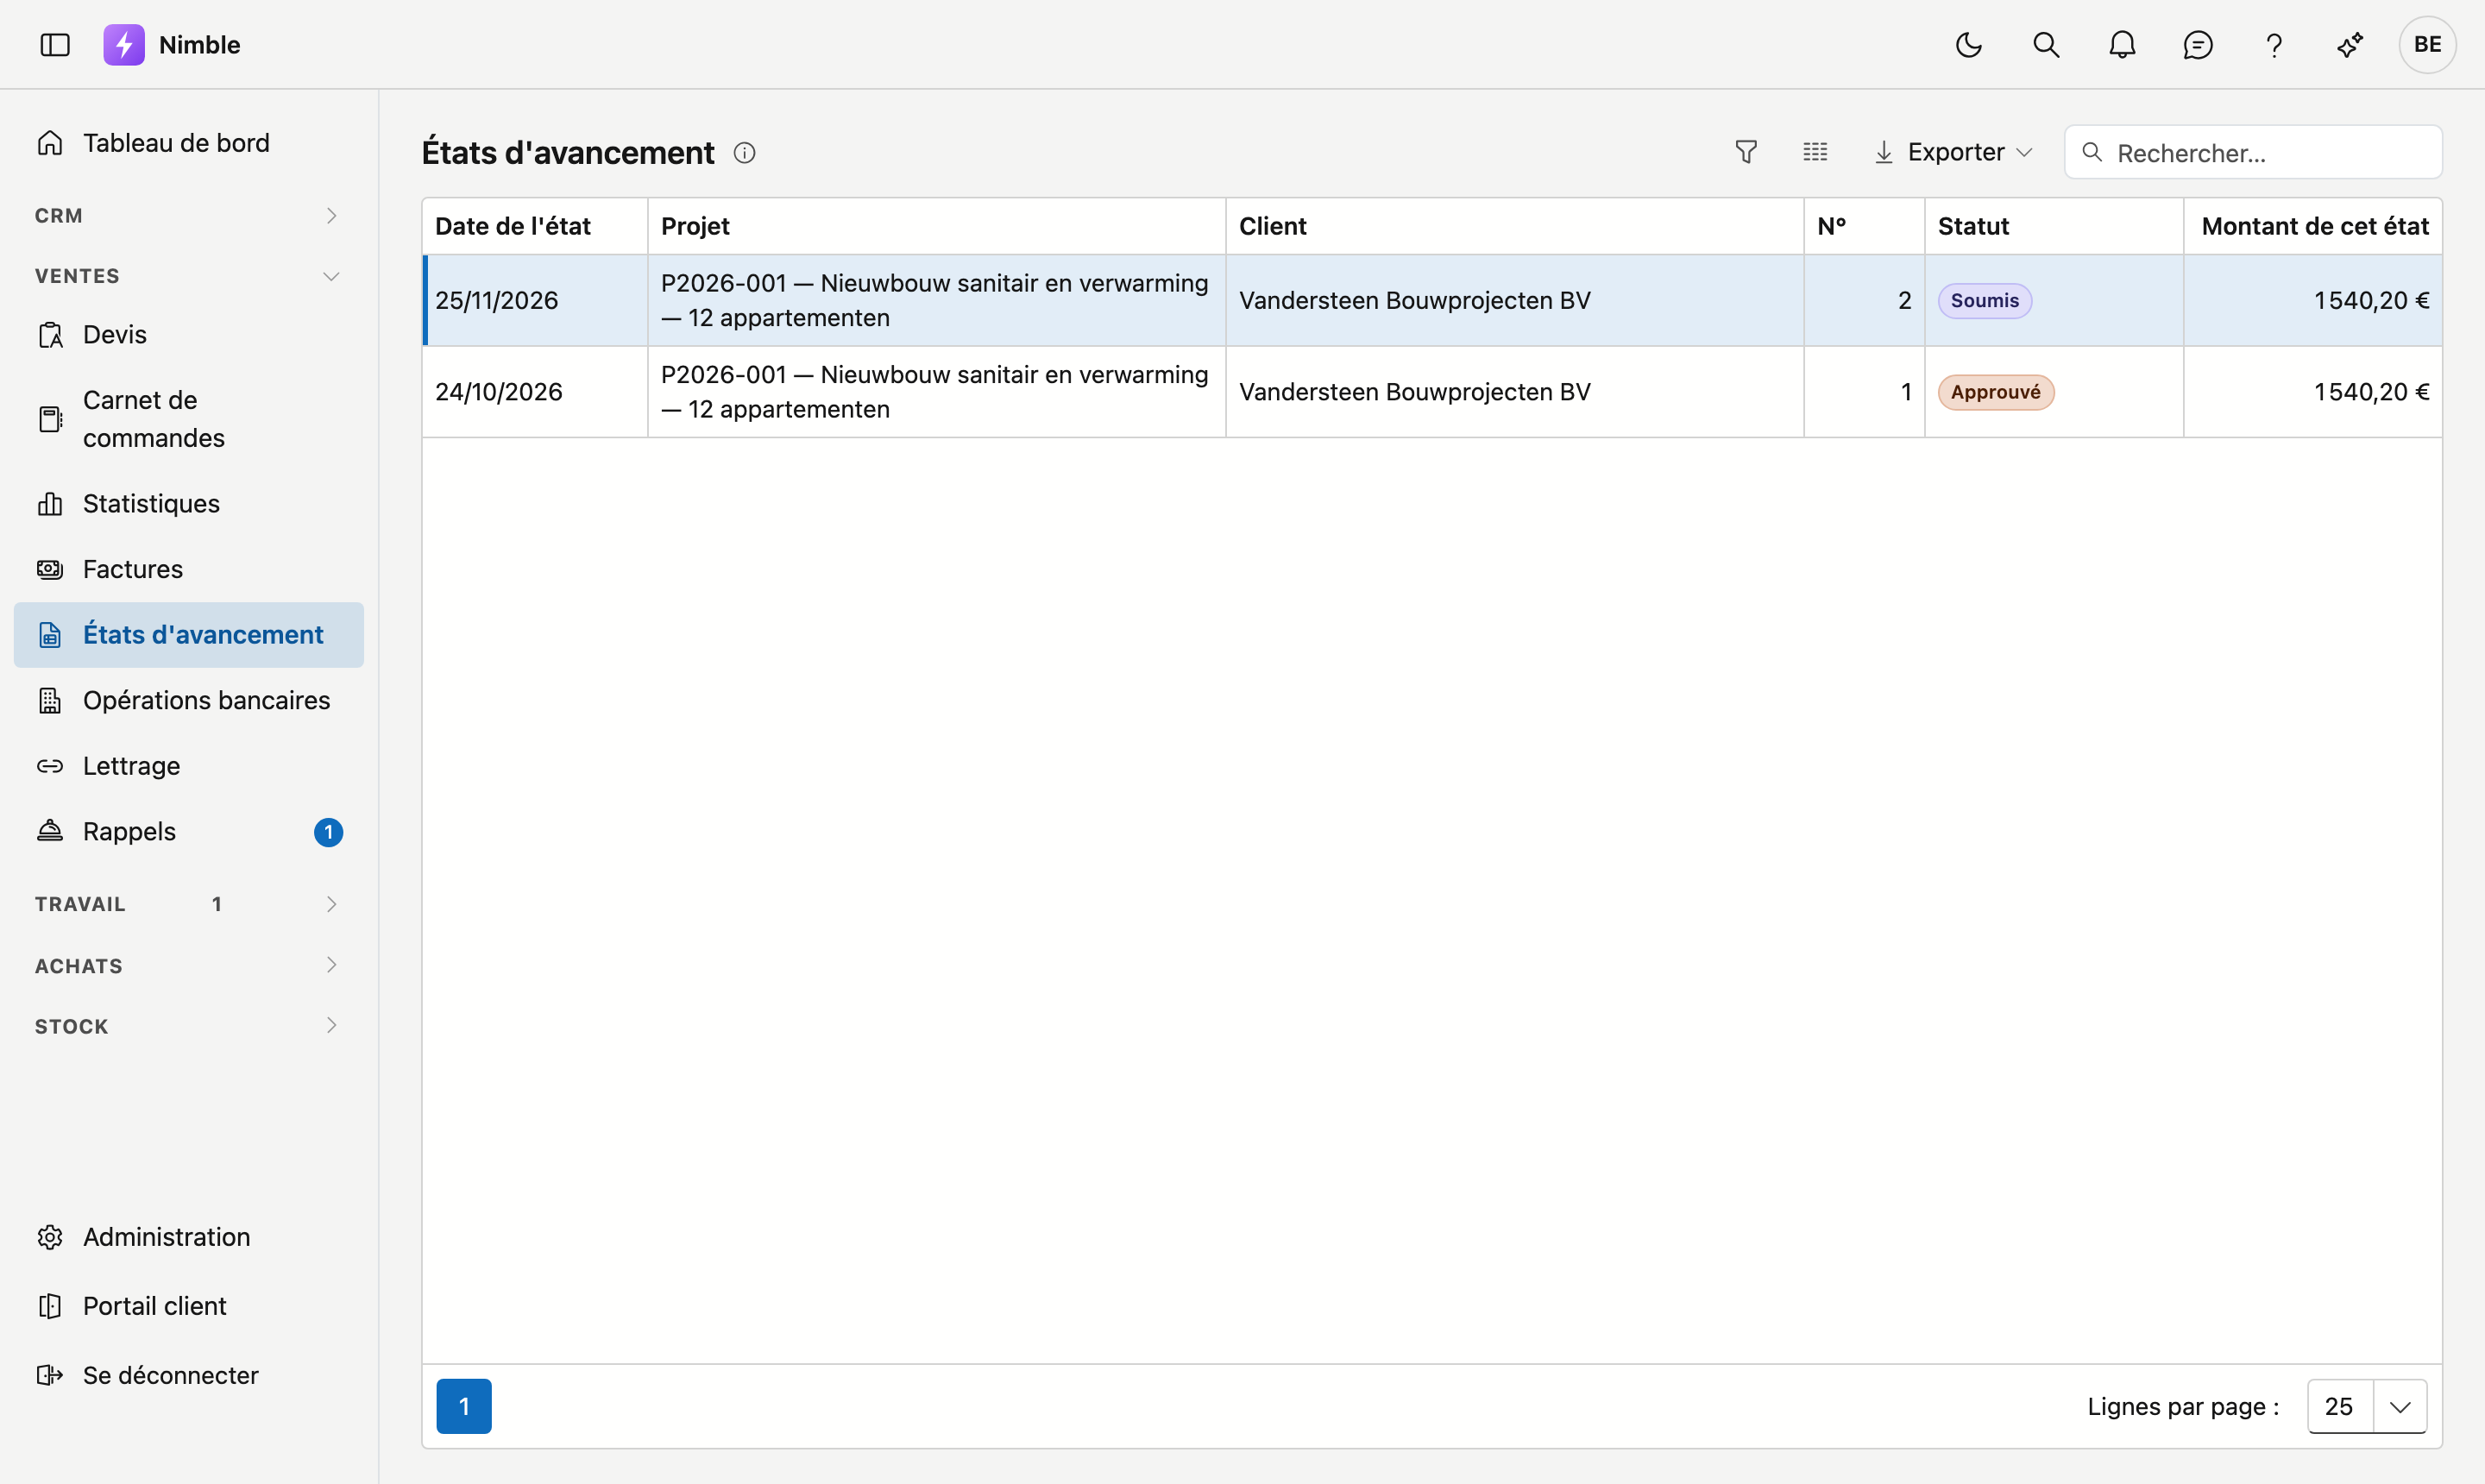 Nimble
BE
Tableau de bord
CRM
VENTES
Devis
Carnet de
commandes
Statistiques
Factures
États d'avancement
Opérations bancaires
Lettrage
Rappels 1
TRAVAIL 1
ACHATS
STOCK
Administration
Portail client
Se déconnecter
États d'avancement
Exporter
Rechercher...
Date de l'état Projet Client N° Statut Montant de cet état
25/11/2026 P2026-001 — Nieuwbouw sanitair en verwarming
— 12 appartementen Vandersteen Bouwprojecten BV 2 Soumis 1 540,20 €
24/10/2026 P2026-001 — Nieuwbouw sanitair en verwarming
— 12 appartementen Vandersteen Bouwprojecten BV 1 Approuvé 1 540,20 €
1 Lignes par page : 25